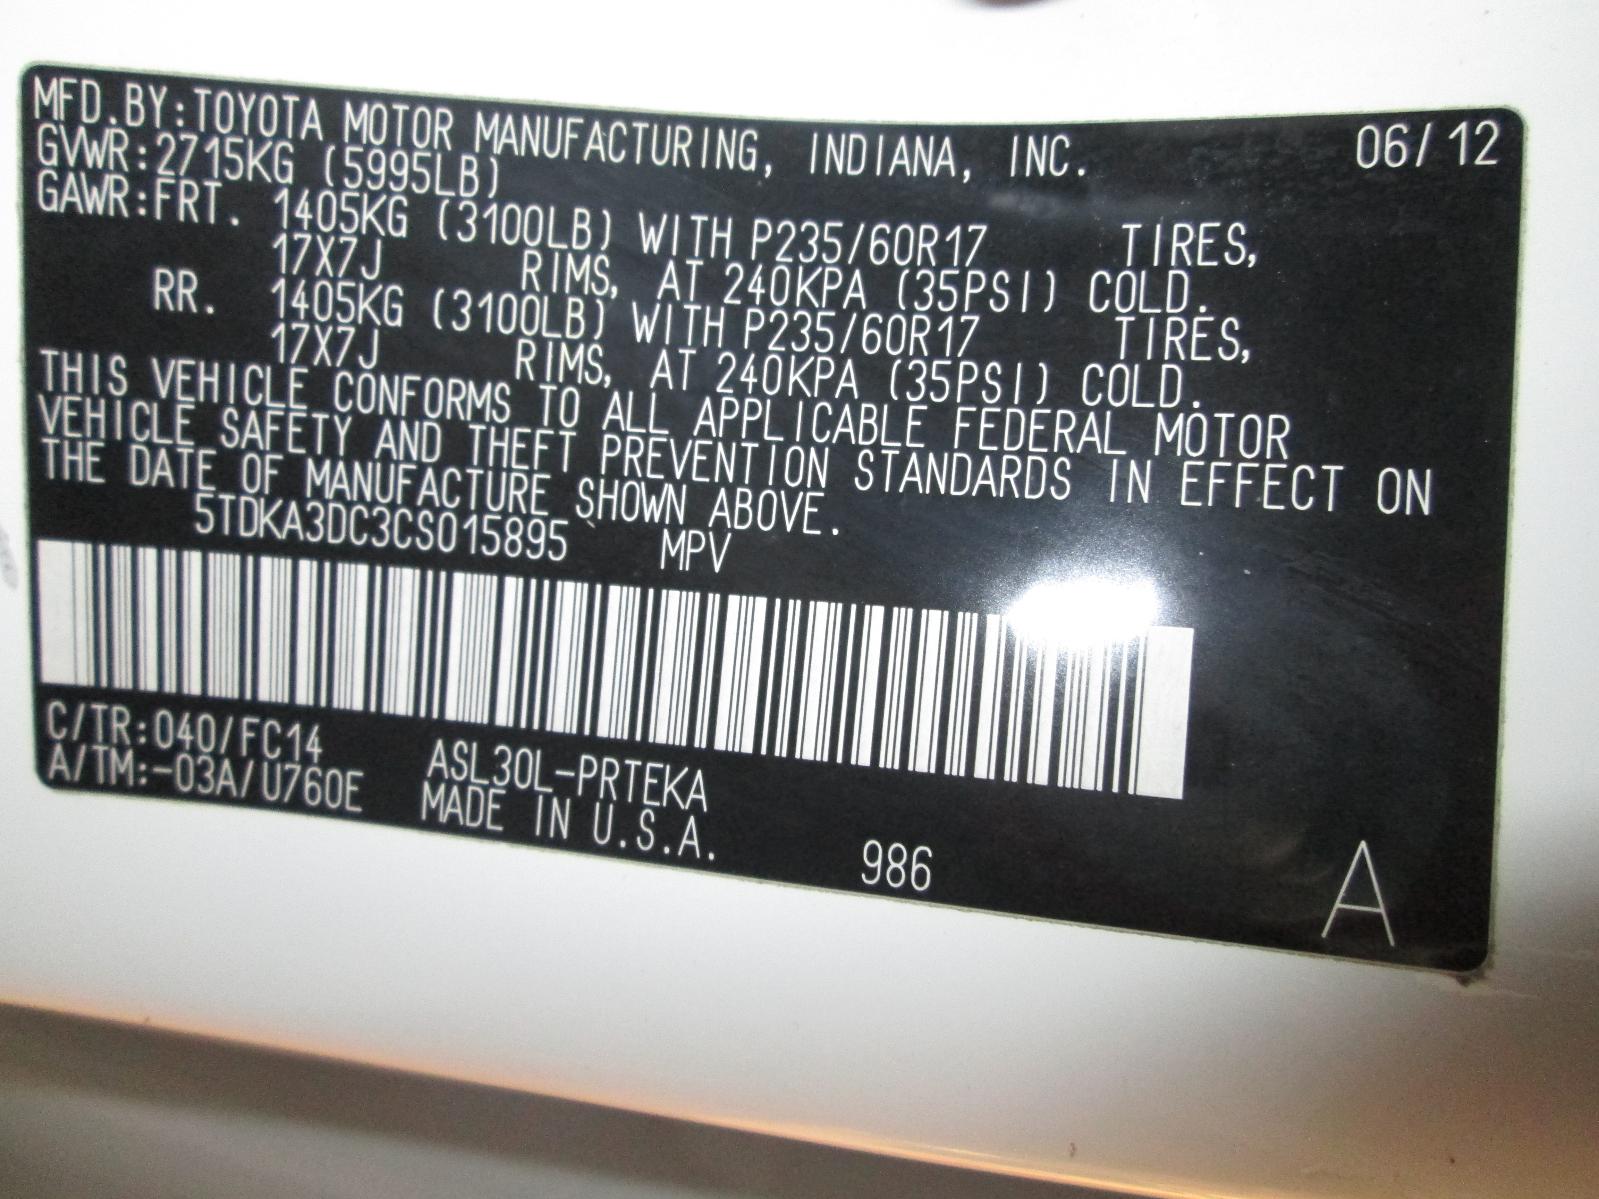 MFD.BY:TOYOTA MOTOR MANUFACTURING, INDIANA, INC. 06/12
GVWR:2715KG (5995LB)
GAWR:FRT. 1405KG (3100LB) WITH P235/60R17 TIRES,
17X7J RIMS, AT 240KPA (35PSI) COLD.
RR. 1405KG (3100LB) WITH P235/60R17 TIRES,
17X7J RIMS, AT 240KPA (35PSI) COLD.
THIS VEHICLE CONFORMS TO ALL APPLICABLE FEDERAL MOTOR
VEHICLE SAFETY AND THEFT PREVENTION STANDARDS IN EFFECT ON
THE DATE OF MANUFACTURE SHOWN ABOVE.
5TDKA3DC3CS015895 MPV
C/TR:040/FC14 ASL30L-PRTEKA
A/TM:-03A/U760E MADE IN U.S.A.
986 A